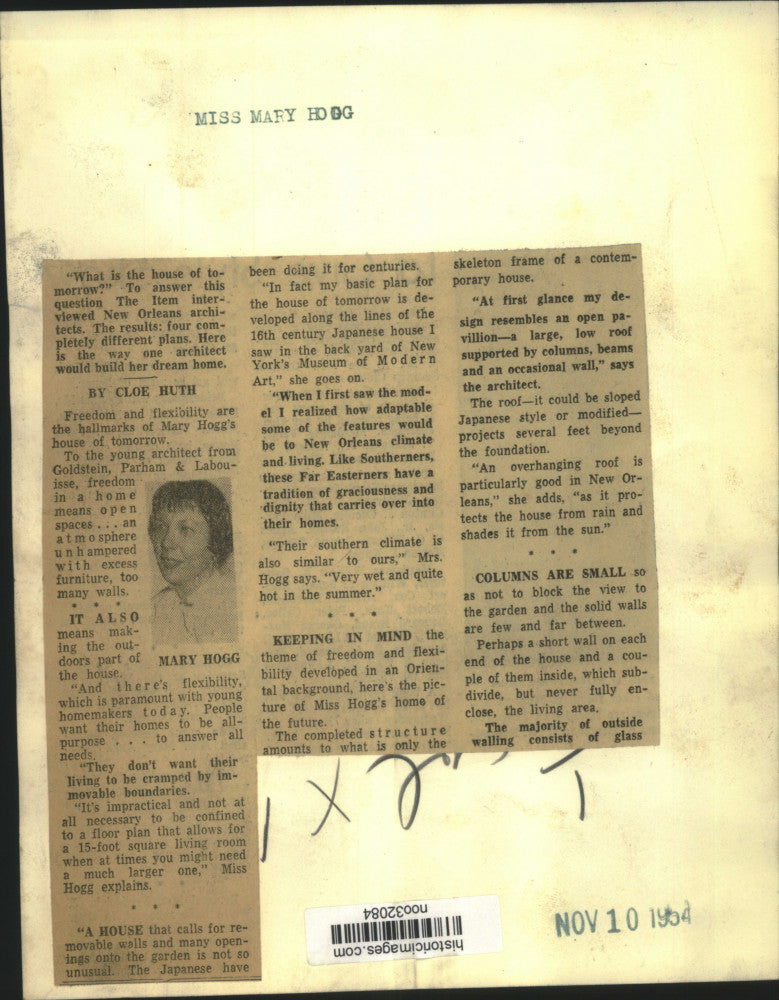 MISS MARY HOGG
"What is the house of to-
morrow?" To answer this
question The Item inter-
viewed New Orleans archi-
tects. The results: four com-
pletely different plans. Here
is the way one architect
would build her dream home.
BY CLOE HUTH
Freedom and flexibility are
the hallmarks of Mary Hogg's
house of tomorrow.
To the young architect from
Goldstein, Parham & Labou-
isse, freedom
in a home
means open
spaces . . . an
atmosphere
unhampered
with excess
furniture, too
many walls.
* * *
IT ALSO
means mak-
ing the out-
doors part of
the house.
MARY HOGG
"And there's flexibility,
which is paramount with young
homemakers today. People
want their homes to be all-
purpose . . . to answer all
needs.
"They don't want their
living to be cramped by im-
movable boundaries.
"It's impractical and not at
all necessary to be confined
to a floor plan that allows for
a 15-foot square living room
when at times you might need
a much larger one," Miss
Hogg explains.
* * *
"A HOUSE that calls for re-
movable walls and many open-
ings onto the garden is not so
unusual. The Japanese have
been doing it for centuries.
"In fact my basic plan for
the house of tomorrow is de-
veloped along the lines of the
16th century Japanese house I
saw in the back yard of New
York's Museum of Modern
Art," she goes on.
"When I first saw the mod-
el I realized how adaptable
some of the features would
be to New Orleans climate
and living. Like Southerners,
these Far Easterners have a
tradition of graciousness and
dignity that carries over into
their homes.
"Their southern climate is
also similar to ours," Mrs.
Hogg says. "Very wet and quite
hot in the summer."
* * *
KEEPING IN MIND the
theme of freedom and flexi-
bility developed in an Orien-
tal background, here's the pic-
ture of Miss Hogg's home of
the future.
The completed structure
amounts to what is only the
skeleton frame of a contem-
porary house.
"At first glance my de-
sign resembles an open pa-
villion—a large, low roof
supported by columns, beams
and an occasional wall," says
the architect.
The roof—it could be sloped
Japanese style or modified—
projects several feet beyond
the foundation.
"An overhanging roof is
particularly good in New Or-
leans," she adds, "as it pro-
tects the house from rain and
shades it from the sun."
* * *
COLUMNS ARE SMALL so
as not to block the view to
the garden and the solid walls
are few and far between.
Perhaps a short wall on each
end of the house and a cou-
ple of them inside, which sub-
divide, but never fully en-
close, the living area.
The majority of outside
walling consists of glass
historicimages.com
noo32084
NOV 10 1954